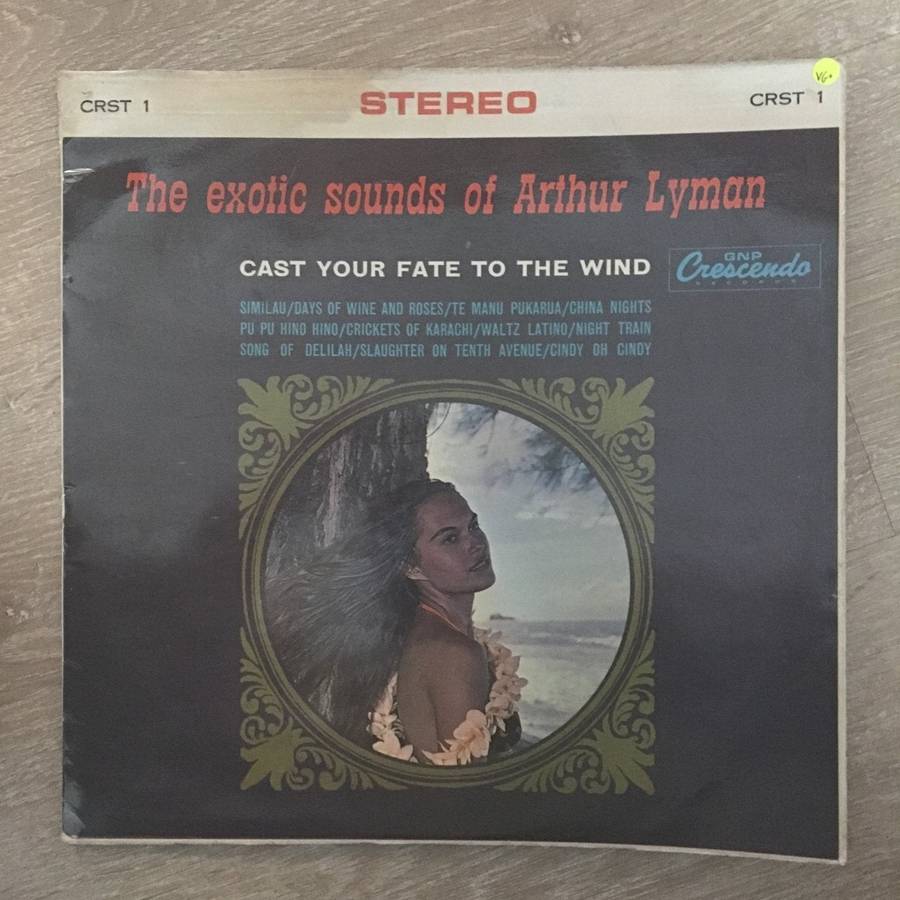 CRST 1 STEREO CRST 1
VG+
The exotic sounds of Arthur Lyman
CAST YOUR FATE TO THE WIND
GNP
Crescendo
RECORDS
SIMILAU/DAYS OF WINE AND ROSES/TE MANU PUKARUA/CHINA NIGHTS
PU PU HINO HINO/CRICKETS OF KARACHI/WALTZ LATINO/NIGHT TRAIN
SONG OF DELILAH/SLAUGHTER ON TENTH AVENUE/CINDY OH CINDY